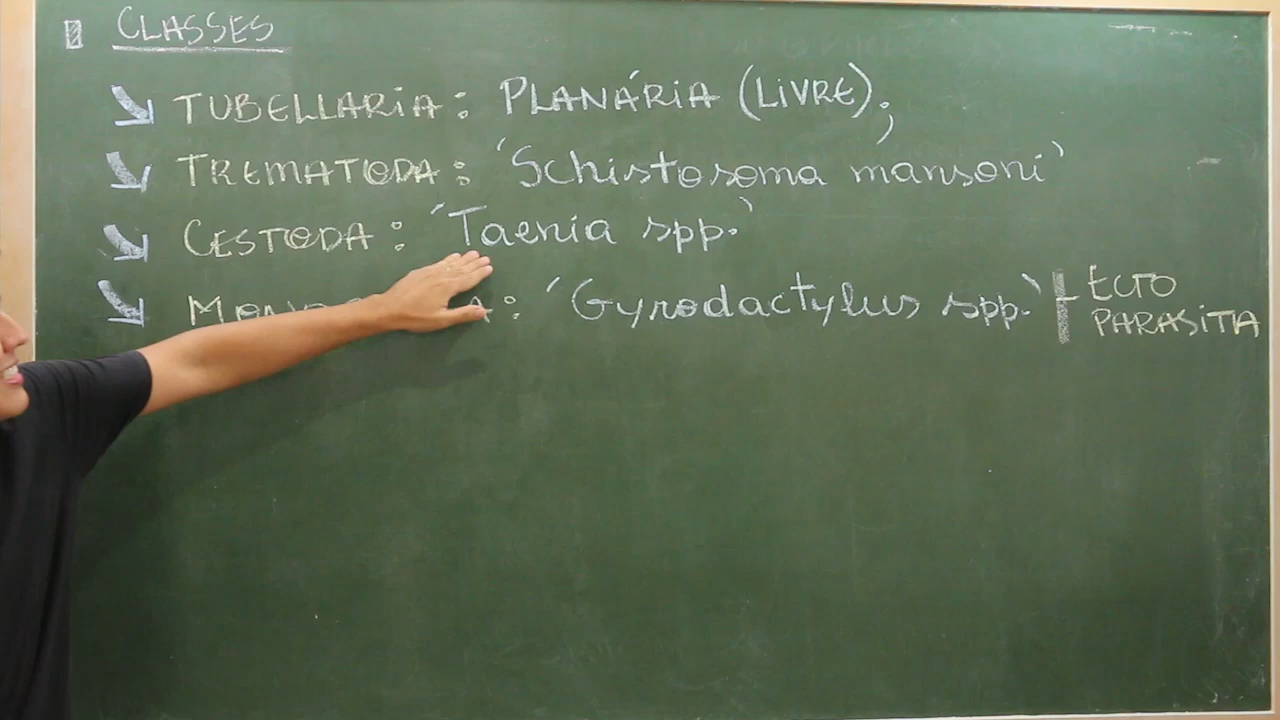 CLASSES
TUBELLARIA: PLANÁRIA (LIVRE);
TREMATODA: 'Schistosoma mansoni'
CESTODA: 'Taenia spp.'
: 'Gyrodactylus spp.' ECTO
PARASITA